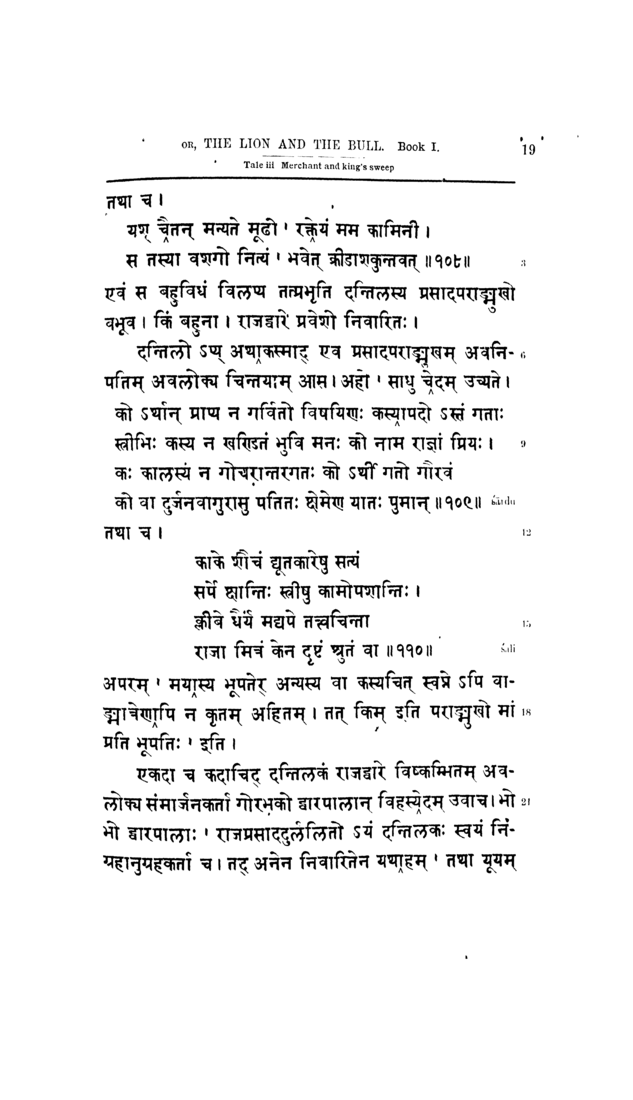 OR, THE LION AND THE BULL. Book I. 19
Tale iii Merchant and king's sweep
तथा च।
यश् चैतन् मन्यते मूढो ' रक्तेयं मम कामिनी।
स तस्या वशगो नित्यं ' भवेत् क्रीडाशकुन्तवत् ॥१०८॥ 3
एवं स बहुविधं विलप्य तत्प्रभृति दन्तिलस्य प्रसादपराङ्मुखो
बभूव। किं बहुना। राजद्वारे प्रवेशो निवारितः।
दन्तिलो ऽप्य् अथाकस्माद् एव प्रसादपराङ्मुखम् अवनि- 6
पतिम् अवलोक्य चिन्तयाम् आस। अहो ' साधु चेदम् उच्यते।
को ऽर्थान् प्राप्य न गर्वितो विषयिणः कस्यापदो ऽस्तं गताः
स्त्रीभिः कस्य न खण्डितं भुवि मनः को नाम राज्ञां प्रियः। 9
कः कालस्य न गोचरान्तरगतः को ऽर्थी गतो गौरवं
को वा दुर्जनवागुरासु पतितः क्षेमेण यातः पुमान् ॥१०९॥ śārdū
तथा च। 12
काके शौचं द्यूतकारेषु सत्यं
सर्पे क्षान्तिः स्त्रीषु कामोपशान्तिः।
क्लीबे धैर्यं मद्यपे तत्त्वचिन्ता 15
राजा मित्रं केन दृष्टं श्रुतं वा ॥११०॥ śāli
अपरम् ' मयास्य भूपतेर् अन्यस्य वा कस्यचित् स्वप्ने ऽपि वा-
ङ्मात्रेणापि न कृतम् अहितम्। तत् किम् इति पराङ्मुखो मां 18
प्रति भूपतिः ' इति।
एकदा च कदाचिद् दन्तिलकं राजद्वारे विष्कम्भितम् अव-
लोक्य संमार्जनकर्ता गोरभको द्वारपालान् विहस्येदम् उवाच। भो 21
भो द्वारपालाः ' राजप्रसाददुर्ललितो ऽयं दन्तिलकः स्वयं नि-
ग्रहानुग्रहकर्ता च। तद् अनेन निवारितेन यथाहम् ' तथा यूयम्